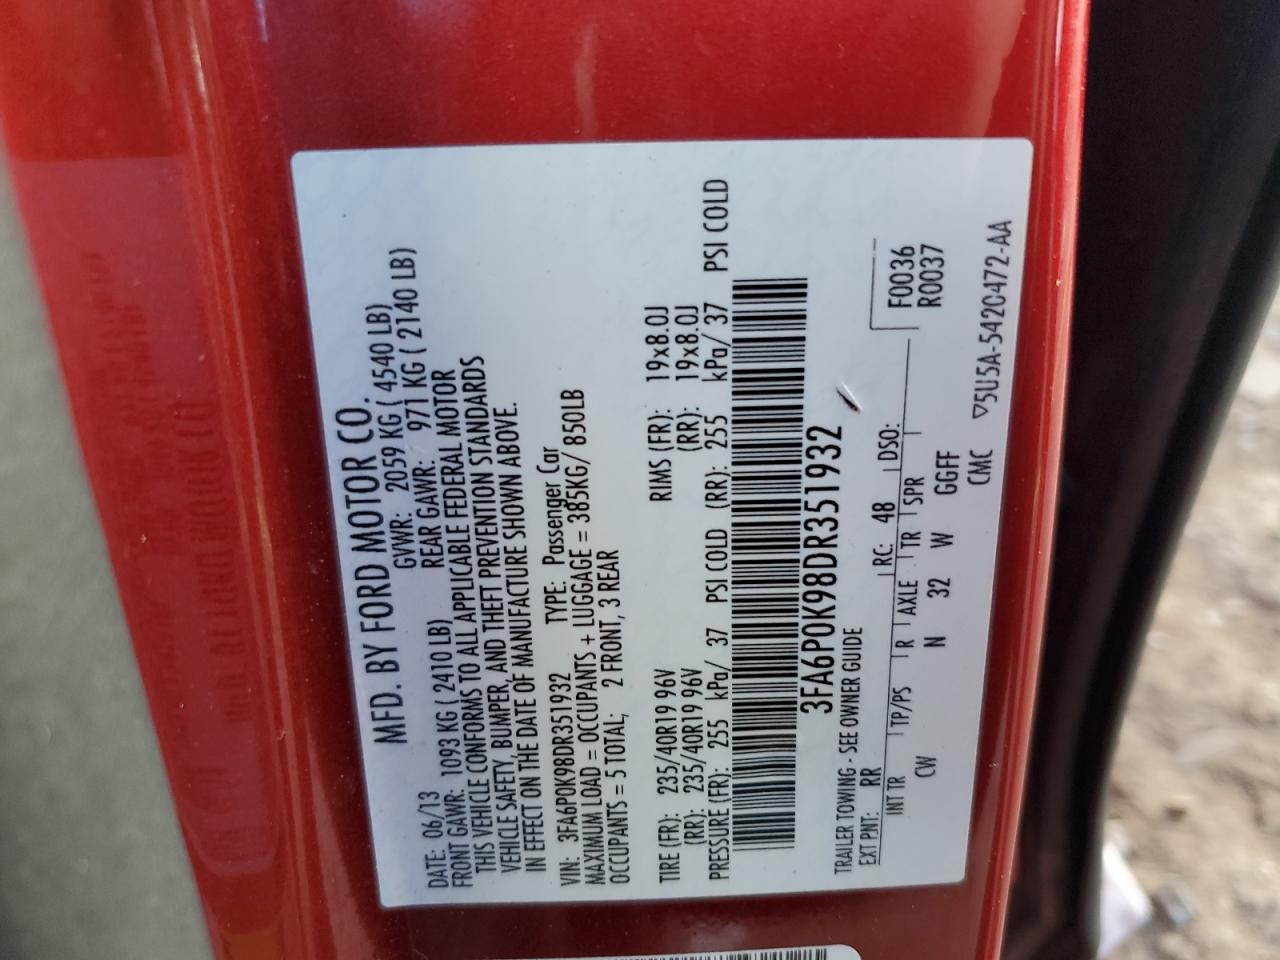 MFD. BY FORD MOTOR CO.
DATE: 06/13 GVWR: 2059 KG ( 4540 LB)
FRONT GAWR: 1093 KG ( 2410 LB) REAR GAWR: 971 KG ( 2140 LB)
THIS VEHICLE CONFORMS TO ALL APPLICABLE FEDERAL MOTOR
VEHICLE SAFETY, BUMPER, AND THEFT PREVENTION STANDARDS
IN EFFECT ON THE DATE OF MANUFACTURE SHOWN ABOVE.
VIN: 3FA6P0K98DR351932 TYPE: Passenger Car
MAXIMUM LOAD = OCCUPANTS + LUGGAGE = 385KG/ 850LB
OCCUPANTS = 5 TOTAL; 2 FRONT, 3 REAR
TIRE (FR): 235/40R19 96V RIMS (FR): 19x8.0J
(RR): 235/40R19 96V (RR): 19x8.0J
PRESSURE (FR): 255 kPa/ 37 PSI COLD (RR): 255 kPa/ 37 PSI COLD
3FA6P0K98DR351932
TRAILER TOWING - SEE OWNER GUIDE
EXT PNT: RR RC: 48 DSO: F0036
R0037
INT TR TP/PS R AXLE TR SPR
CW N 32 W GGFF
CMC ▽5U5A-5420472-AA